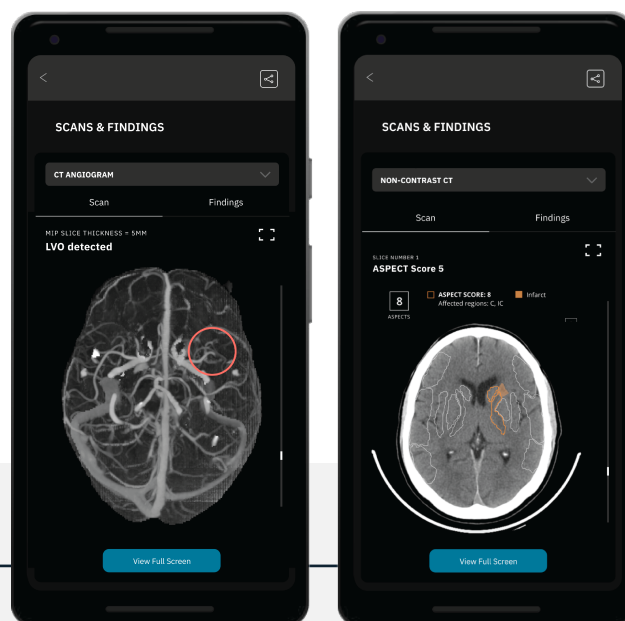 SCANS & FINDINGS
CT ANGIOGRAM
Scan Findings
MIP SLICE THICKNESS = 5MM
LVO detected
View Full Screen
SCANS & FINDINGS
NON-CONTRAST CT
Scan Findings
SLICE NUMBER 1
ASPECT Score 5
8
ASPECTS
ASPECT SCORE: 8
Affected regions: C, IC
Infarct
View Full Screen